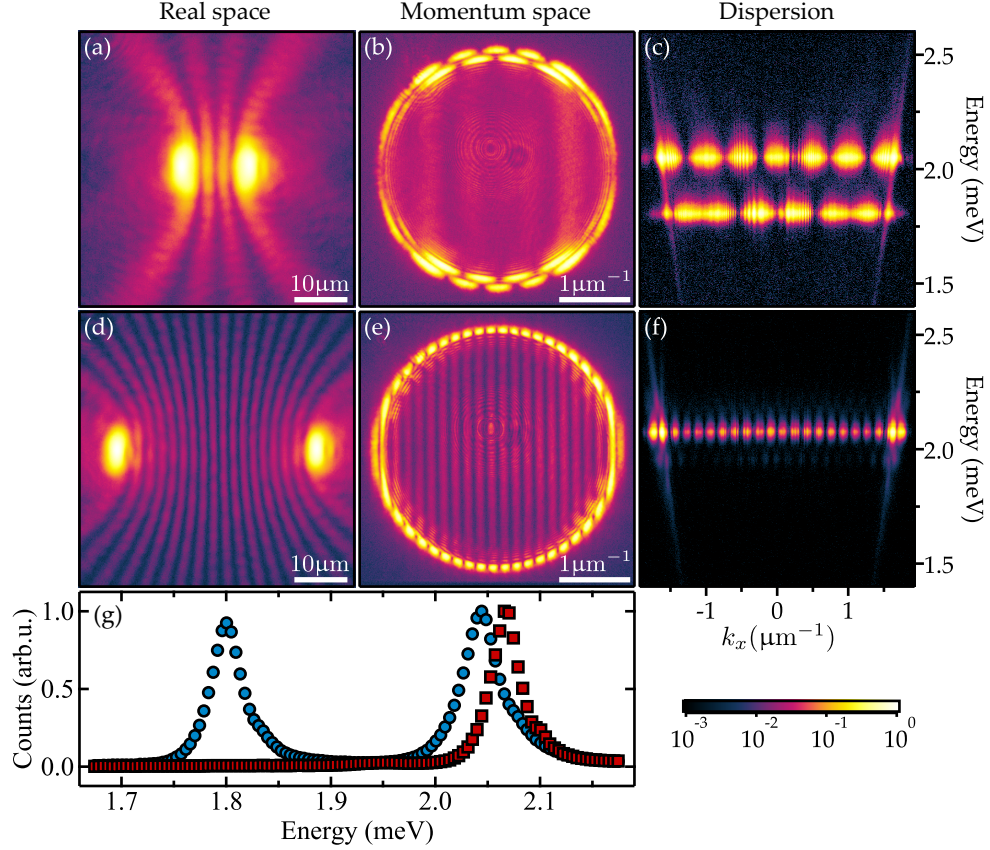 Real space Momentum space Dispersion
(a) (b) (c)
10μm 1μm⁻¹
2.5
2.0
1.5
Energy (meV)
(d) (e) (f)
10μm 1μm⁻¹
2.5
2.0
1.5
Energy (meV)
-1 0 1
kₓ(μm⁻¹)
(g)
1.0
0.5
0.0
Counts (arb.u.)
1.7 1.8 1.9 2.0 2.1
Energy (meV)
10⁻³ 10⁻² 10⁻¹ 10⁰